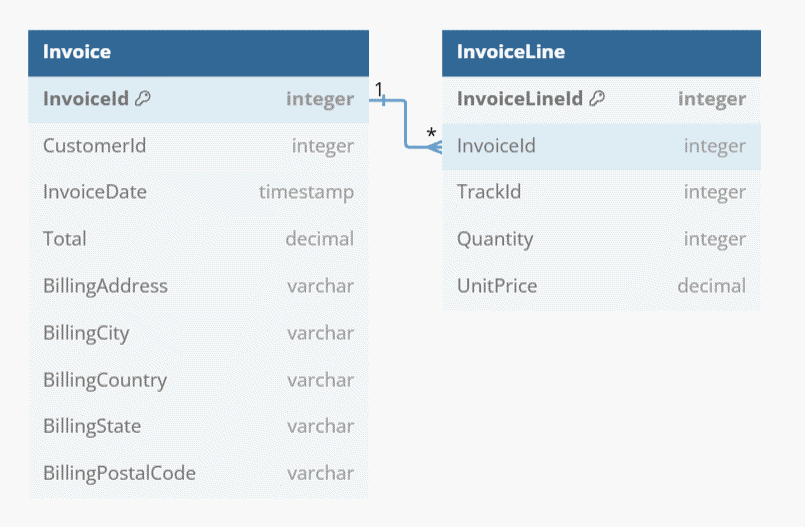 Invoice
InvoiceId integer
CustomerId integer
InvoiceDate timestamp
Total decimal
BillingAddress varchar
BillingCity varchar
BillingCountry varchar
BillingState varchar
BillingPostalCode varchar
1
*
InvoiceLine
InvoiceLineId integer
InvoiceId integer
TrackId integer
Quantity integer
UnitPrice decimal